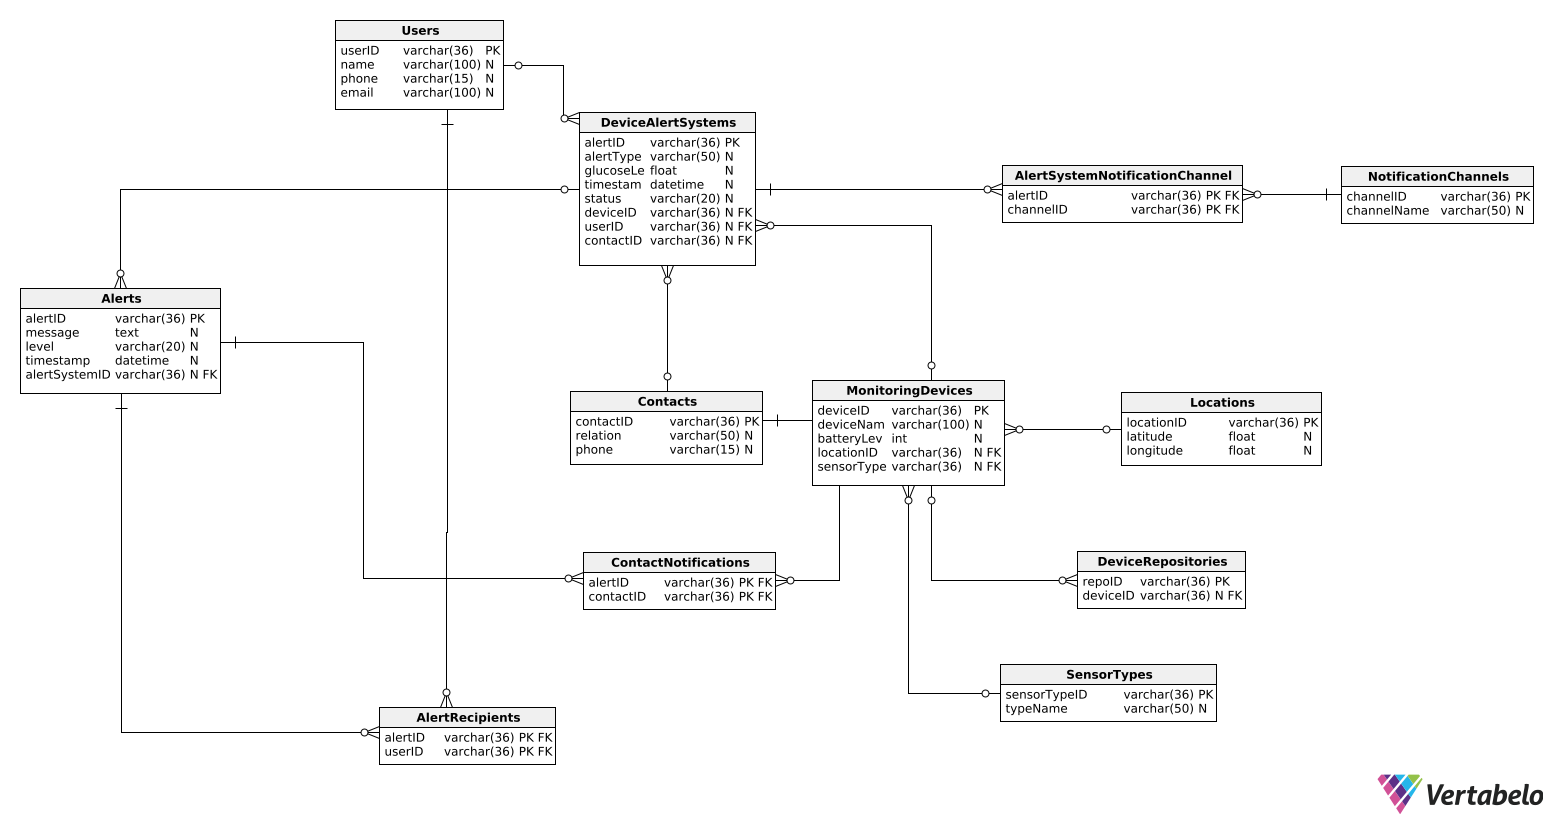 Users
userID varchar(36) PK
name varchar(100) N
phone varchar(15) N
email varchar(100) N
DeviceAlertSystems
alertID varchar(36) PK
alertType varchar(50) N
glucoseLe float N
timestam datetime N
status varchar(20) N
deviceID varchar(36) N FK
userID varchar(36) N FK
contactID varchar(36) N FK
AlertSystemNotificationChannel
alertID varchar(36) PK FK
channelID varchar(36) PK FK
NotificationChannels
channelID varchar(36) PK
channelName varchar(50) N
Alerts
alertID varchar(36) PK
message text N
level varchar(20) N
timestamp datetime N
alertSystemID varchar(36) N FK
Contacts
contactID varchar(36) PK
relation varchar(50) N
phone varchar(15) N
MonitoringDevices
deviceID varchar(36) PK
deviceNam varchar(100) N
batteryLev int N
locationID varchar(36) N FK
sensorType varchar(36) N FK
Locations
locationID varchar(36) PK
latitude float N
longitude float N
ContactNotifications
alertID varchar(36) PK FK
contactID varchar(36) PK FK
DeviceRepositories
repoID varchar(36) PK
deviceID varchar(36) N FK
SensorTypes
sensorTypeID varchar(36) PK
typeName varchar(50) N
AlertRecipients
alertID varchar(36) PK FK
userID varchar(36) PK FK
Vertabelo